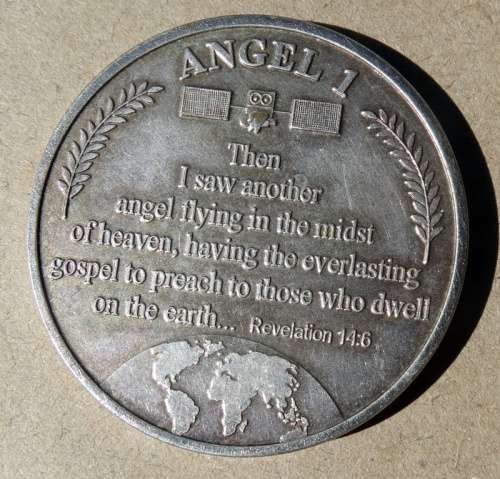 ANGEL 1
Then
I saw another
angel flying in the midst
of heaven, having the everlasting
gospel to preach to those who dwell
on the earth... Revelation 14:6